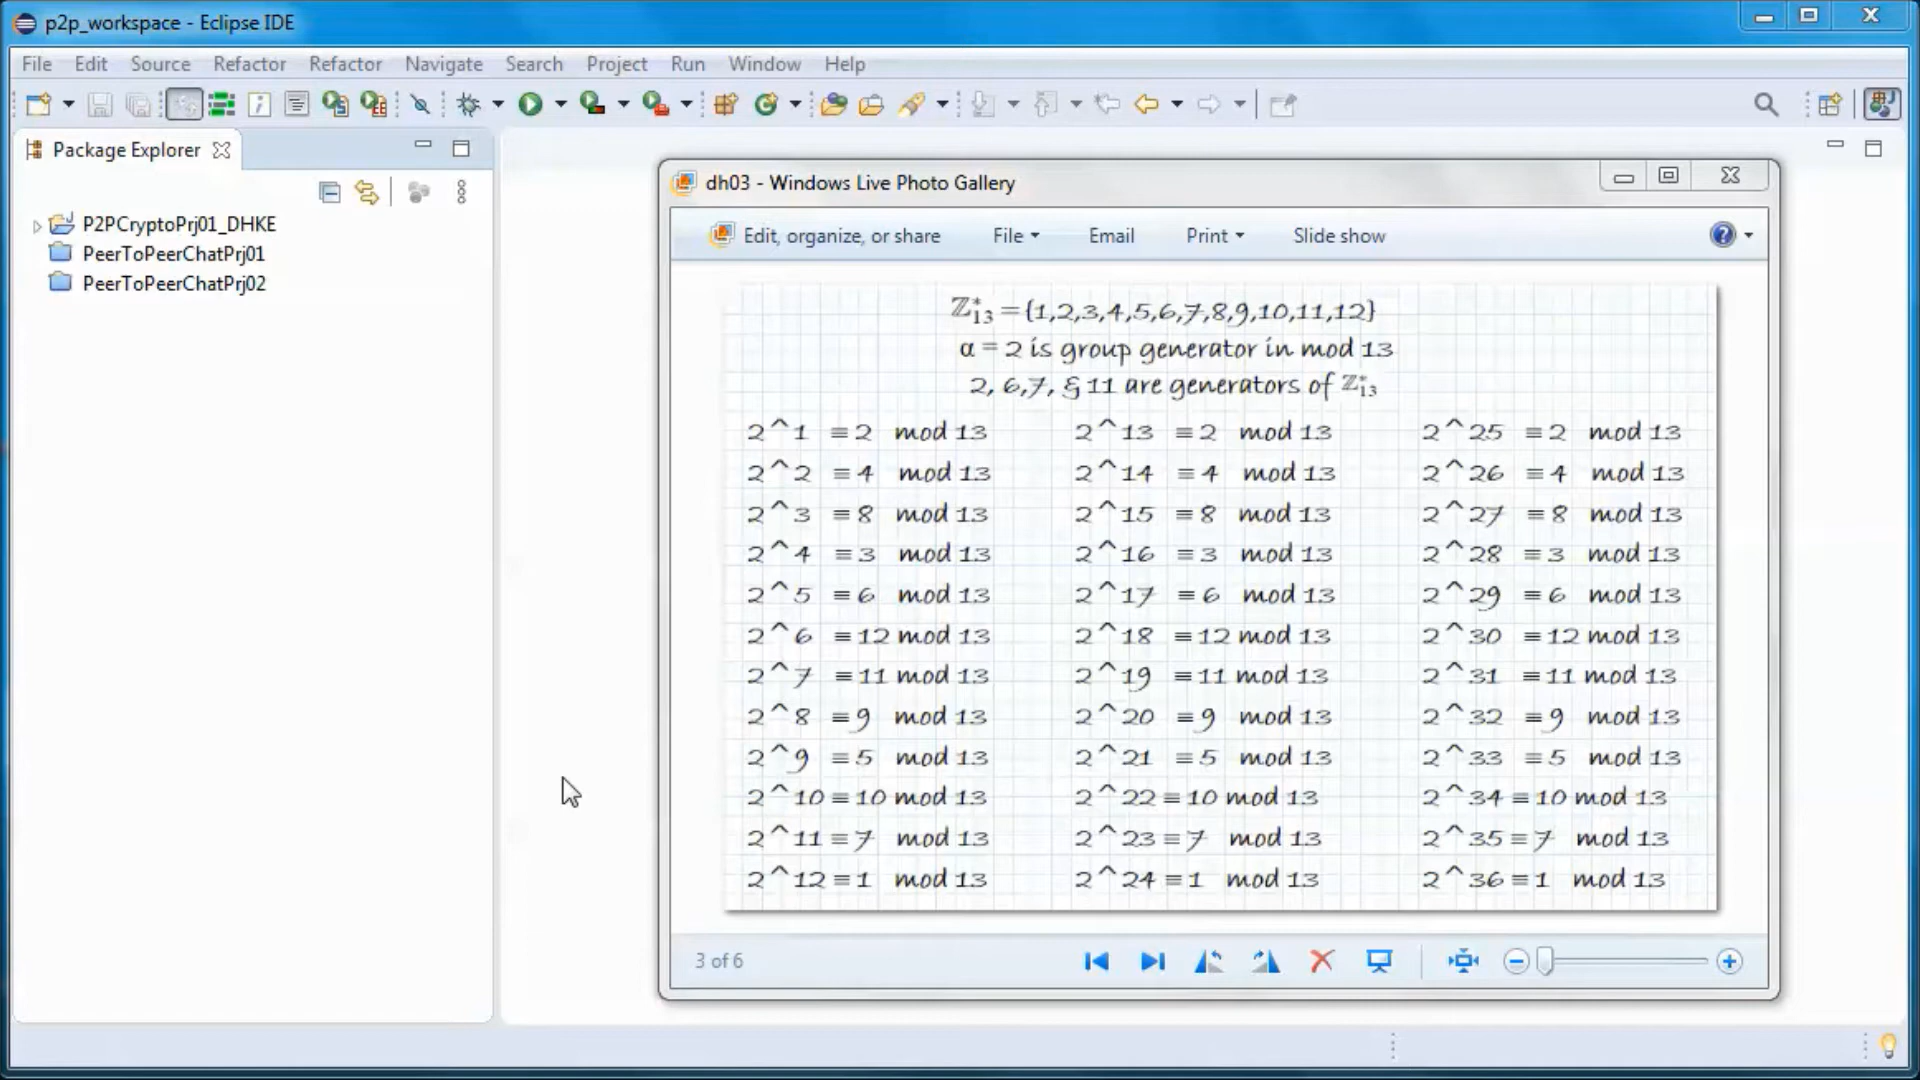 p2p_workspace - Eclipse IDE
File Edit Source Refactor Refactor Navigate Search Project Run Window Help
Package Explorer
P2PCryptoPrj01_DHKE
PeerToPeerChatPrj01
PeerToPeerChatPrj02
dh03 - Windows Live Photo Gallery
Edit, organize, or share File Email Print Slide show
ℤ*₁₃ = {1,2,3,4,5,6,7,8,9,10,11,12}
α = 2 is group generator in mod 13
2, 6,7, & 11 are generators of ℤ*₁₃
2^1 ≡ 2 mod 13 2^13 ≡ 2 mod 13 2^25 ≡ 2 mod 13
2^2 ≡ 4 mod 13 2^14 ≡ 4 mod 13 2^26 ≡ 4 mod 13
2^3 ≡ 8 mod 13 2^15 ≡ 8 mod 13 2^27 ≡ 8 mod 13
2^4 ≡ 3 mod 13 2^16 ≡ 3 mod 13 2^28 ≡ 3 mod 13
2^5 ≡ 6 mod 13 2^17 ≡ 6 mod 13 2^29 ≡ 6 mod 13
2^6 ≡ 12 mod 13 2^18 ≡ 12 mod 13 2^30 ≡ 12 mod 13
2^7 ≡ 11 mod 13 2^19 ≡ 11 mod 13 2^31 ≡ 11 mod 13
2^8 ≡ 9 mod 13 2^20 ≡ 9 mod 13 2^32 ≡ 9 mod 13
2^9 ≡ 5 mod 13 2^21 ≡ 5 mod 13 2^33 ≡ 5 mod 13
2^10 ≡ 10 mod 13 2^22 ≡ 10 mod 13 2^34 ≡ 10 mod 13
2^11 ≡ 7 mod 13 2^23 ≡ 7 mod 13 2^35 ≡ 7 mod 13
2^12 ≡ 1 mod 13 2^24 ≡ 1 mod 13 2^36 ≡ 1 mod 13
3 of 6